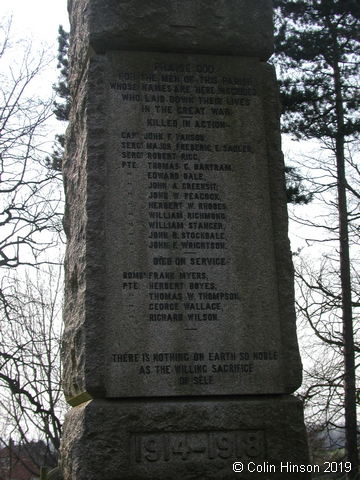 PRAISE GOD
FOR THE MEN OF THIS PARISH
WHOSE NAMES ARE HERE INSCRIBED
WHO LAID DOWN THEIR LIVES
IN THE GREAT WAR.
KILLED IN ACTION-
CAPT JOHN F. PARSON,
SERGT MAJOR, FREDERIC E. SADLER,
SERGT ROBERT RIGG,
PTE THOMAS C. BARTRAM,
" EDWARD DALE,
" JOHN A. GREENSIT,
" JOHN W. PEACOCK,
" HERBERT W. RHODES,
" WILLIAM RICHMOND,
" WILLIAM STANGER,
" JOHN B. STOCKDALE,
" JOHN E. WRIGHTSON.
DIED ON SERVICE-
BOMB FRANK MYERS,
PTE HERBERT BOYES,
" THOMAS W. THOMPSON,
" GEORGE WALLACE,
" RICHARD WILSON.
THERE IS NOTHING ON EARTH SO NOBLE
AS THE WILLING SACRIFICE
OF SELF
1914-1918
©Colin Hinson 2019